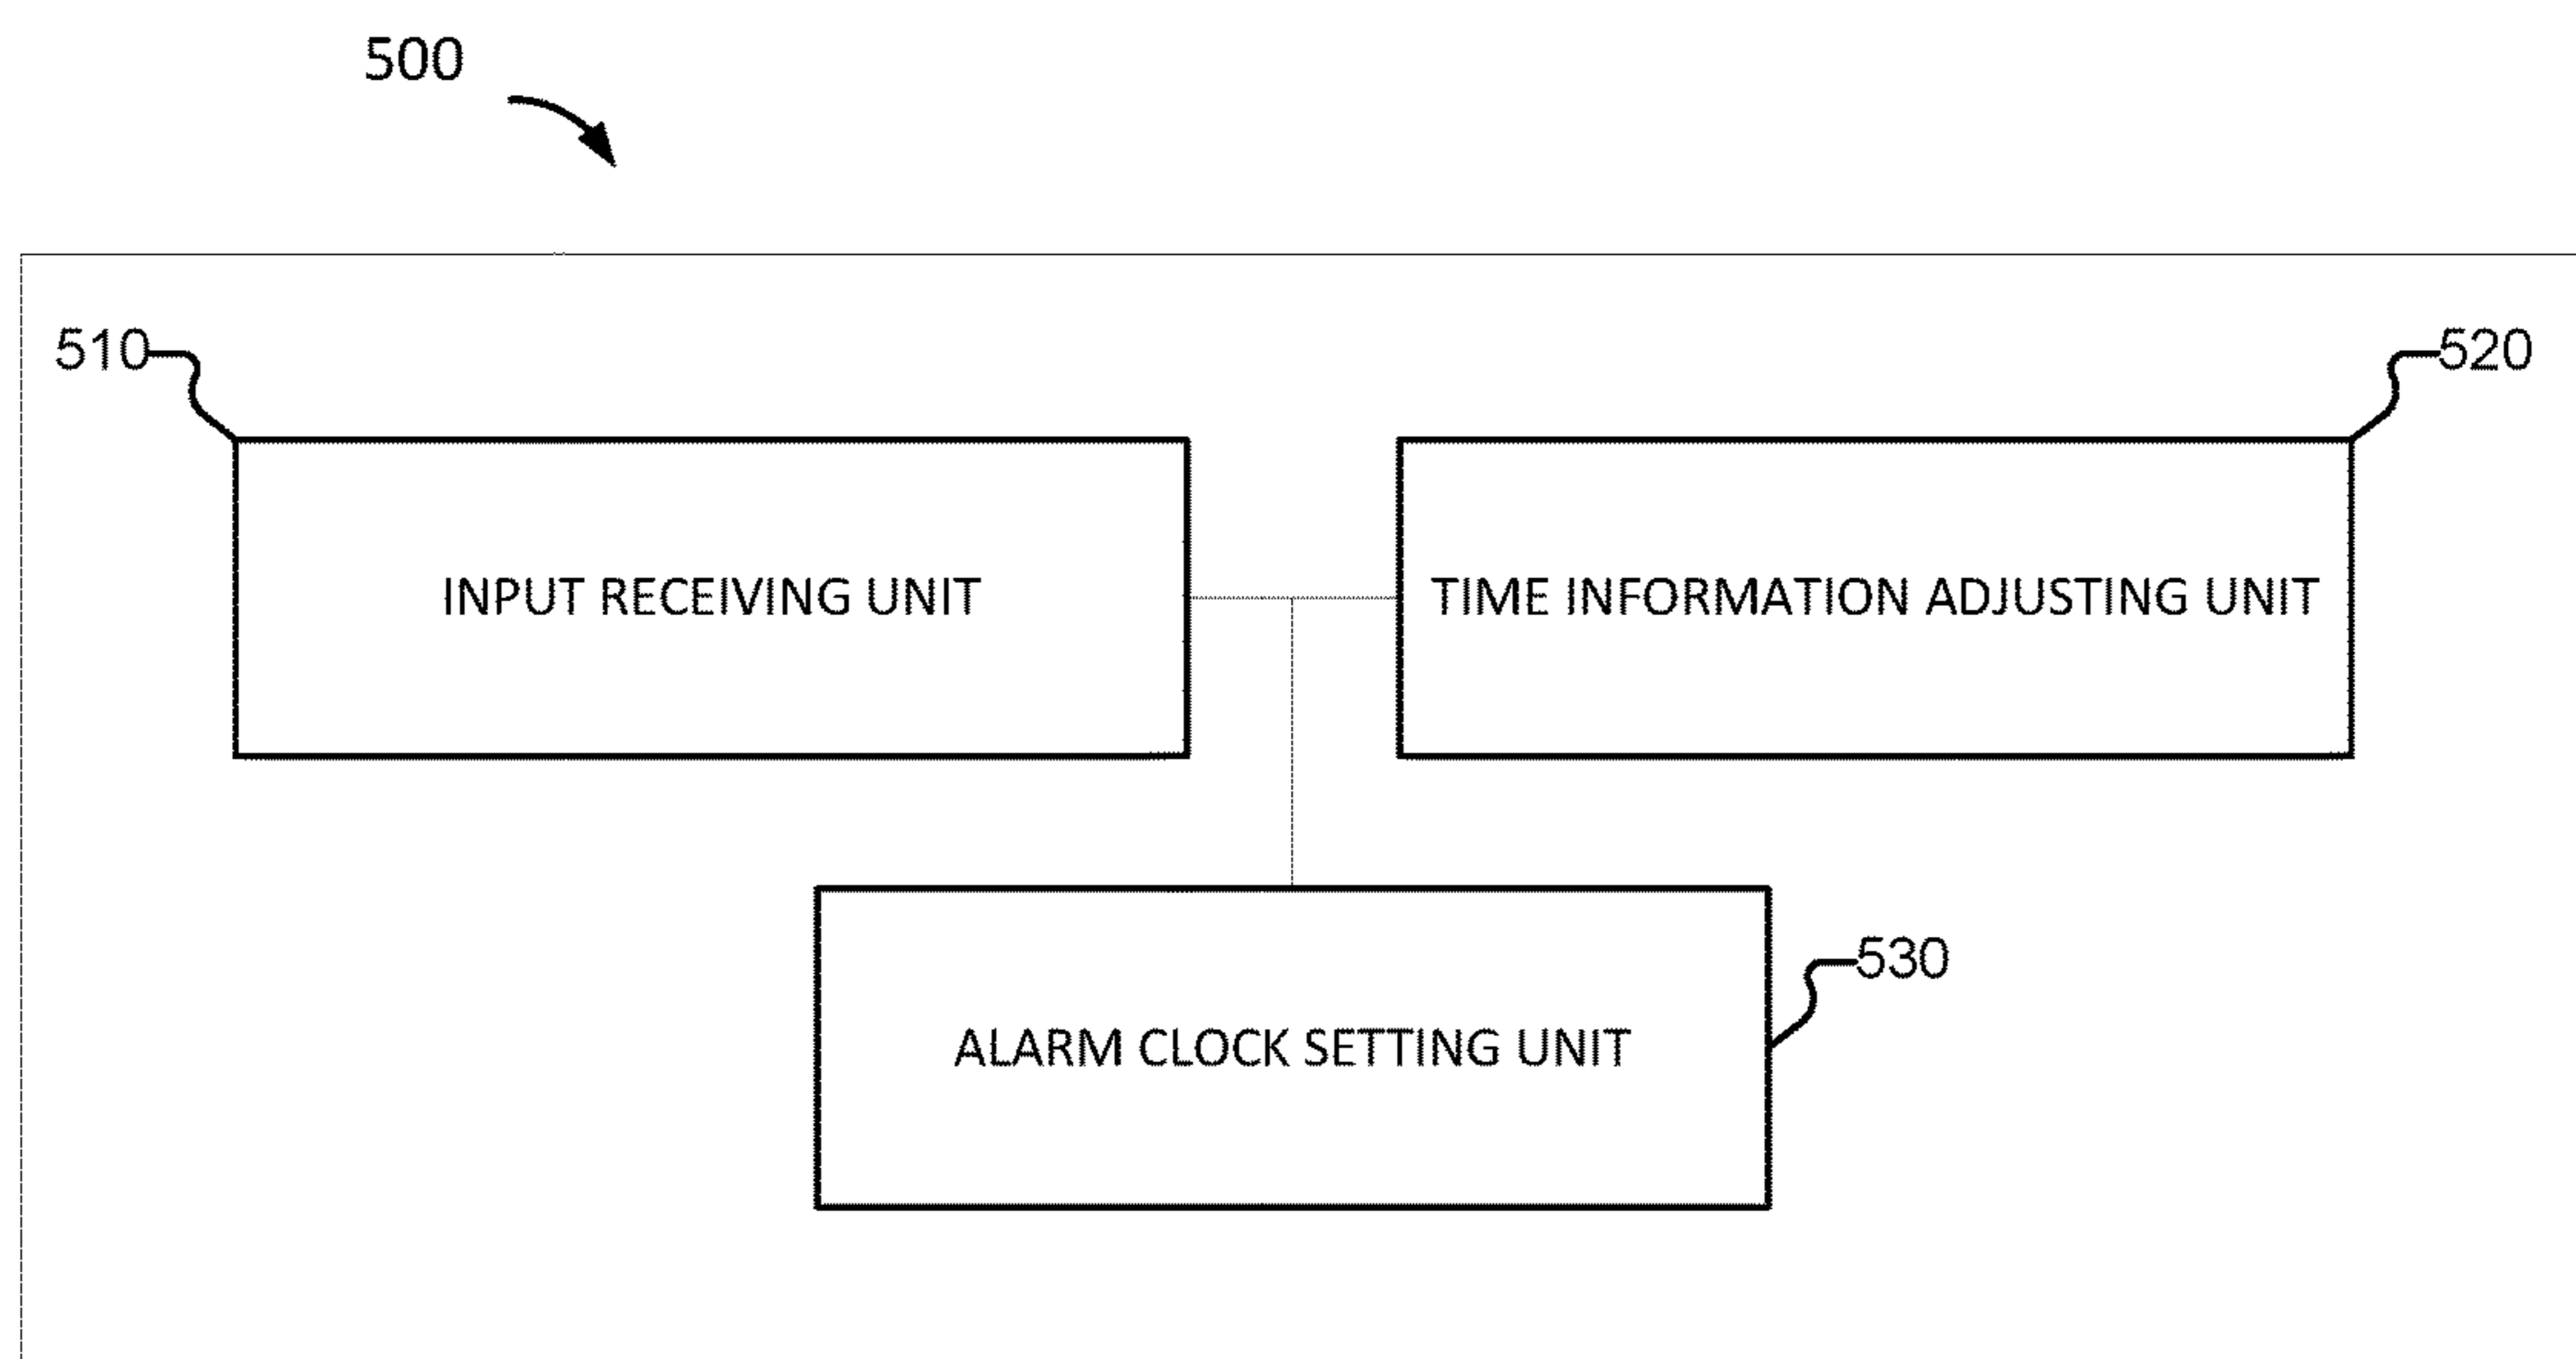 500
510
520
INPUT RECEIVING UNIT
TIME INFORMATION ADJUSTING UNIT
530
ALARM CLOCK SETTING UNIT